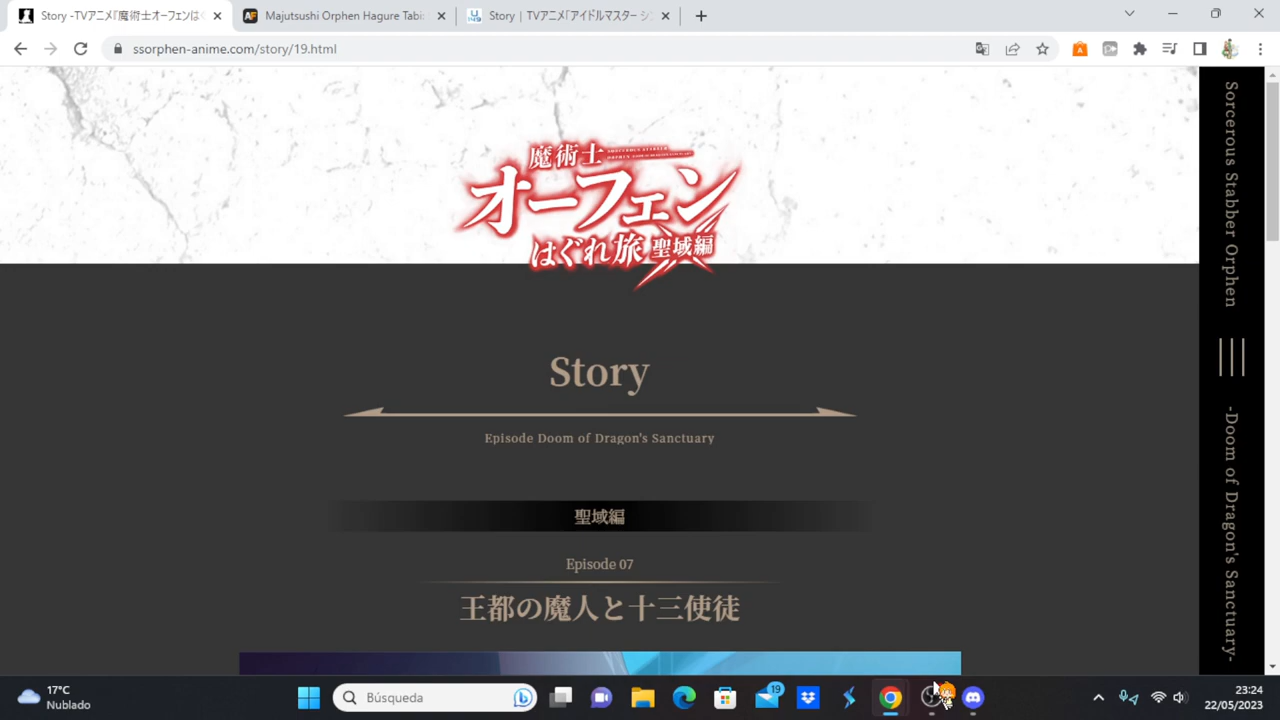 Story -TVアニメ『魔術士オーフェンはぐ
Majutsushi Orphen Hagure Tabi:
Story | TVアニメ「アイドルマスター シン
ssorphen-anime.com/story/19.html
魔術士
オーフェン
はぐれ旅 聖域編
Story
Episode Doom of Dragon's Sanctuary
聖域編
Episode 07
王都の魔人と十三使徒
Sorcerous Stabber Orphen
-Doom of Dragon's Sanctuary-
17°C
Nublado
Búsqueda
19
23:24
22/05/2023